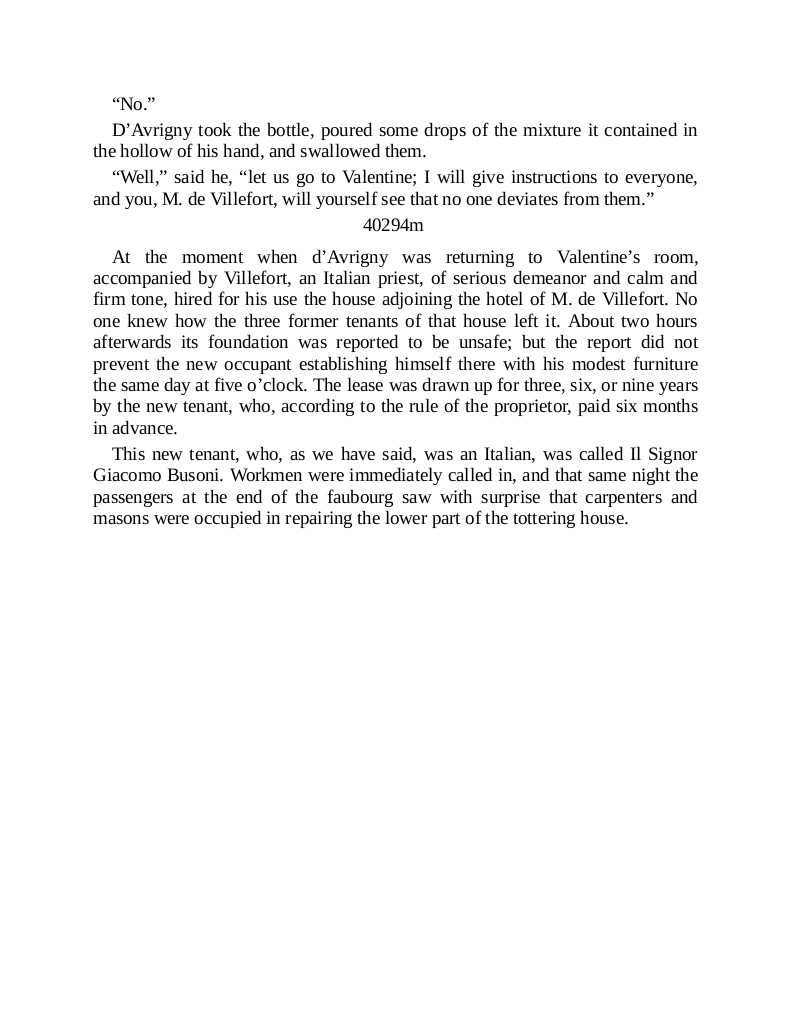 “No.”
D’Avrigny took the bottle, poured some drops of the mixture it contained in
the hollow of his hand, and swallowed them.
“Well,” said he, “let us go to Valentine; I will give instructions to everyone,
and you, M. de Villefort, will yourself see that no one deviates from them.”
40294m
At the moment when d’Avrigny was returning to Valentine’s room,
accompanied by Villefort, an Italian priest, of serious demeanor and calm and
firm tone, hired for his use the house adjoining the hotel of M. de Villefort. No
one knew how the three former tenants of that house left it. About two hours
afterwards its foundation was reported to be unsafe; but the report did not
prevent the new occupant establishing himself there with his modest furniture
the same day at five o’clock. The lease was drawn up for three, six, or nine years
by the new tenant, who, according to the rule of the proprietor, paid six months
in advance.
This new tenant, who, as we have said, was an Italian, was called Il Signor
Giacomo Busoni. Workmen were immediately called in, and that same night the
passengers at the end of the faubourg saw with surprise that carpenters and
masons were occupied in repairing the lower part of the tottering house.